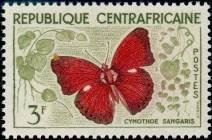 REPUBLIQUE CENTRAFRICAINE
POSTES
3F
CYMOTHOE SANGARIS